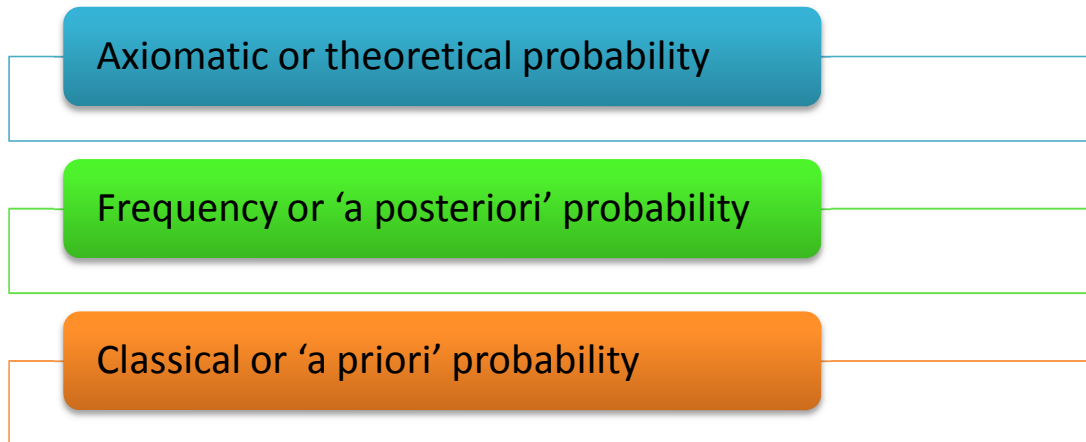 Axiomatic or theoretical probability
Frequency or ‘a posteriori’ probability
Classical or ‘a priori’ probability